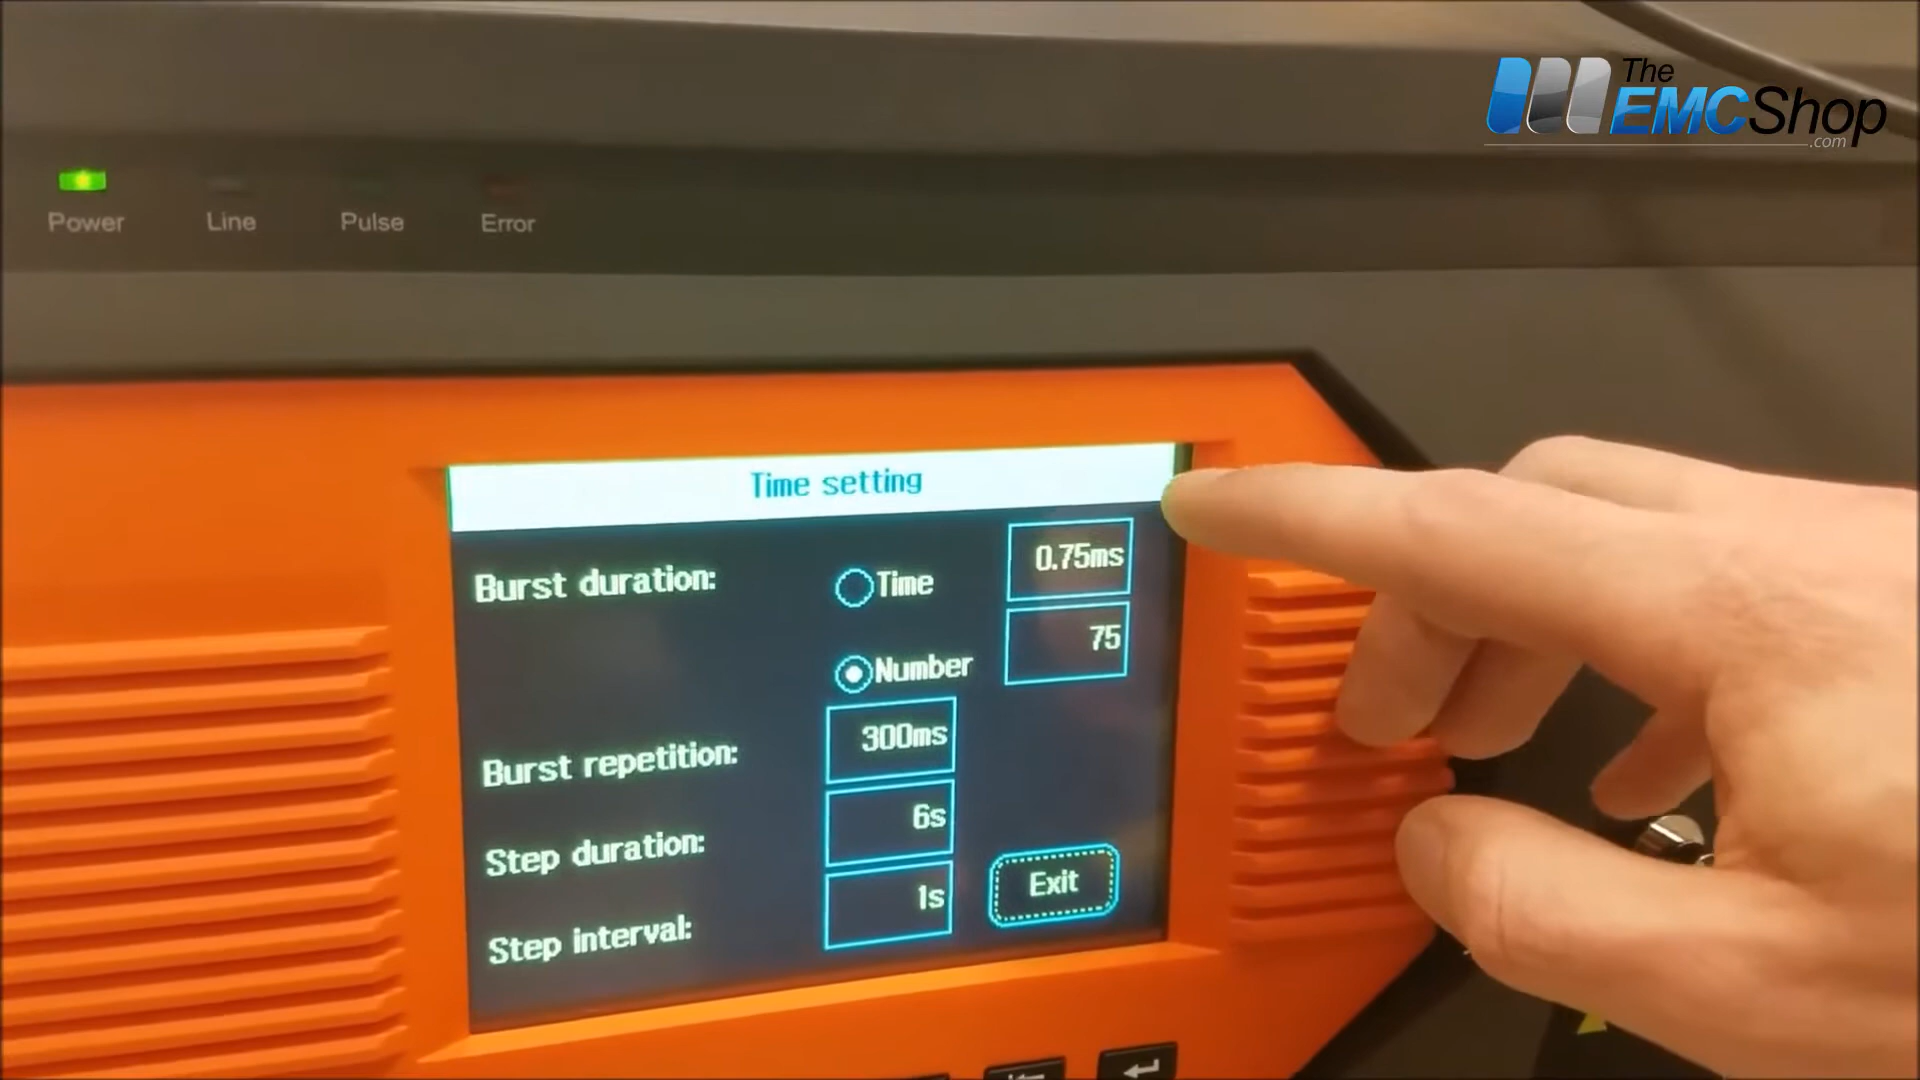 The
EMCShop
.com
Power Line Pulse Error
Time setting
Burst duration: Time 0.75ms
Number 75
Burst repetition: 300ms
Step duration: 6s
Step interval: 1s
Exit